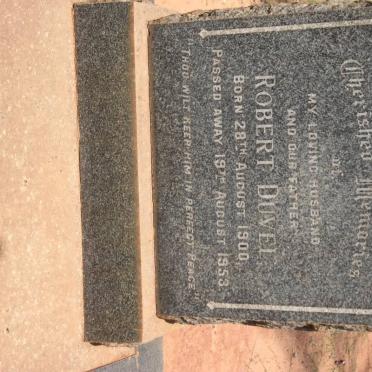 Cherished Memories
of
MY LOVING HUSBAND
AND OUR FATHER
ROBERT DUVEL
BORN 28TH AUGUST 1900,
PASSED AWAY 19TH AUGUST 1953.
"THOU WILT KEEP HIM IN PERFECT PEACE"